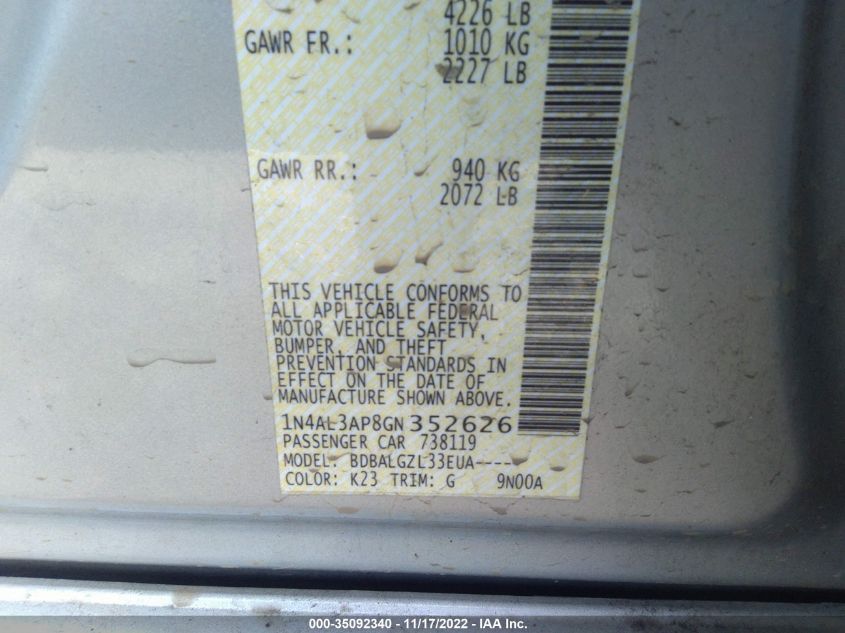 4226 LB
GAWR FR.: 1010 KG
2227 LB
GAWR RR.: 940 KG
2072 LB
THIS VEHICLE CONFORMS TO
ALL APPLICABLE FEDERAL
MOTOR VEHICLE SAFETY,
BUMPER, AND THEFT
PREVENTION STANDARDS IN
EFFECT ON THE DATE OF
MANUFACTURE SHOWN ABOVE.
1N4AL3AP8GN352626
PASSENGER CAR 738119
MODEL: BDBALGZL33EUA----
COLOR: K23 TRIM: G 9N00A
000-35092340 - 11/17/2022 - IAA Inc.